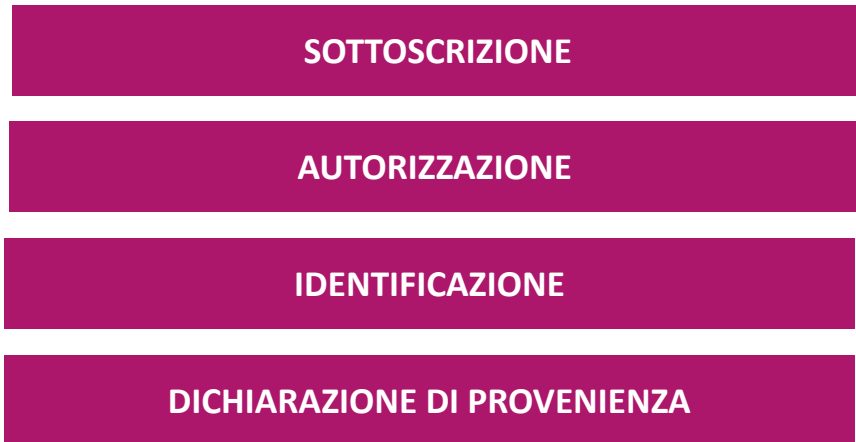 SOTTOSCRIZIONE
AUTORIZZAZIONE
IDENTIFICAZIONE
DICHIARAZIONE DI PROVENIENZA